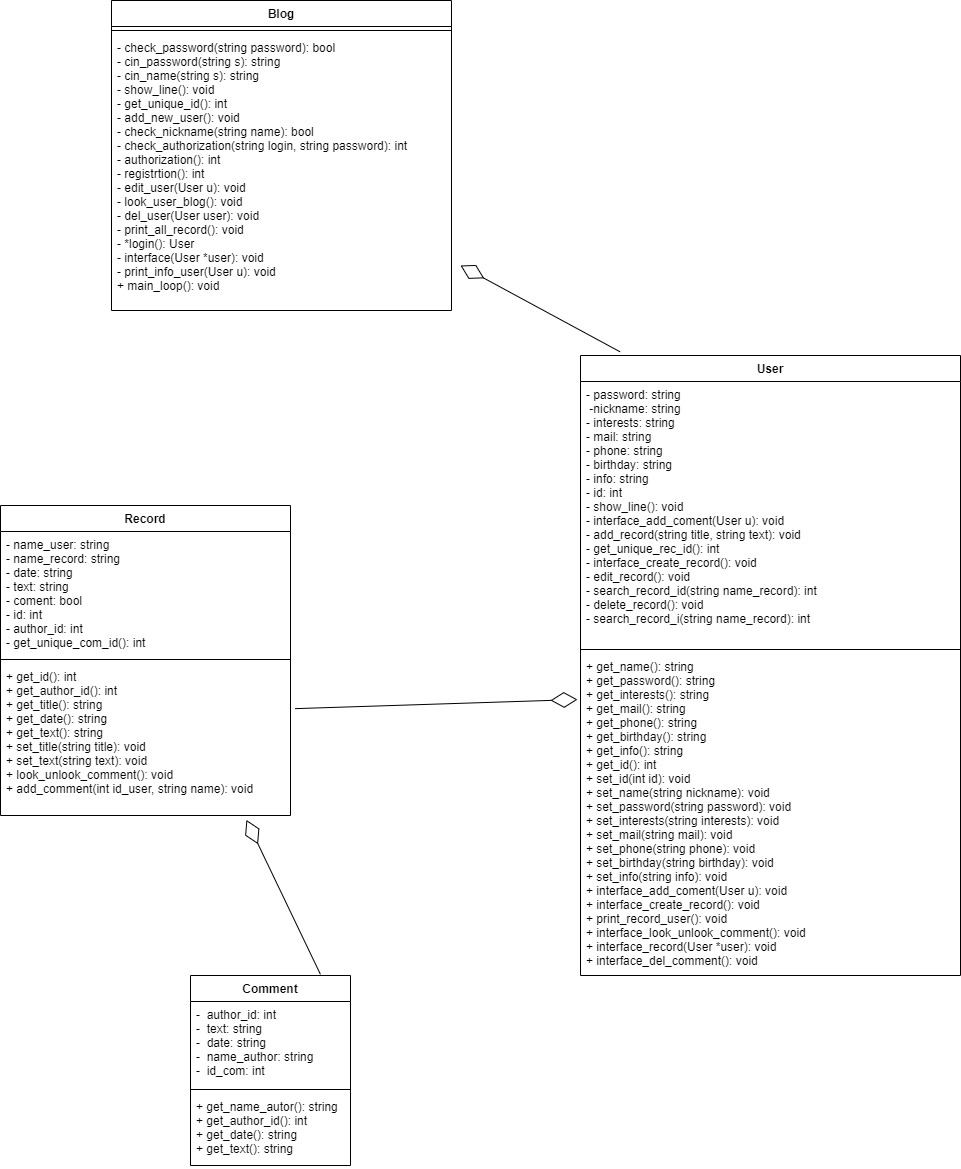 Blog
- check_password(string password): bool
- cin_password(string s): string
- cin_name(string s): string
- show_line(): void
- get_unique_id(): int
- add_new_user(): void
- check_nickname(string name): bool
- check_authorization(string login, string password): int
- authorization(): int
- registrtion(): int
- edit_user(User u): void
- look_user_blog(): void
- del_user(User user): void
- print_all_record(): void
- *login(): User
- interface(User *user): void
- print_info_user(User u): void
+ main_loop(): void
User
- password: string
-nickname: string
- interests: string
- mail: string
- phone: string
- birthday: string
- info: string
- id: int
- show_line(): void
- interface_add_coment(User u): void
- add_record(string title, string text): void
- get_unique_rec_id(): int
- interface_create_record(): void
- edit_record(): void
- search_record_id(string name_record): int
- delete_record(): void
- search_record_i(string name_record): int
+ get_name(): string
+ get_password(): string
+ get_interests(): string
+ get_mail(): string
+ get_phone(): string
+ get_birthday(): string
+ get_info(): string
+ get_id(): int
+ set_id(int id): void
+ set_name(string nickname): void
+ set_password(string password): void
+ set_interests(string interests): void
+ set_mail(string mail): void
+ set_phone(string phone): void
+ set_birthday(string birthday): void
+ set_info(string info): void
+ interface_add_coment(User u): void
+ interface_create_record(): void
+ print_record_user(): void
+ interface_look_unlook_comment(): void
+ interface_record(User *user): void
+ interface_del_comment(): void
Record
- name_user: string
- name_record: string
- date: string
- text: string
- coment: bool
- id: int
- author_id: int
- get_unique_com_id(): int
+ get_id(): int
+ get_author_id(): int
+ get_title(): string
+ get_date(): string
+ get_text(): string
+ set_title(string title): void
+ set_text(string text): void
+ look_unlook_comment(): void
+ add_comment(int id_user, string name): void
Comment
- author_id: int
- text: string
- date: string
- name_author: string
- id_com: int
+ get_name_autor(): string
+ get_author_id(): int
+ get_date(): string
+ get_text(): string